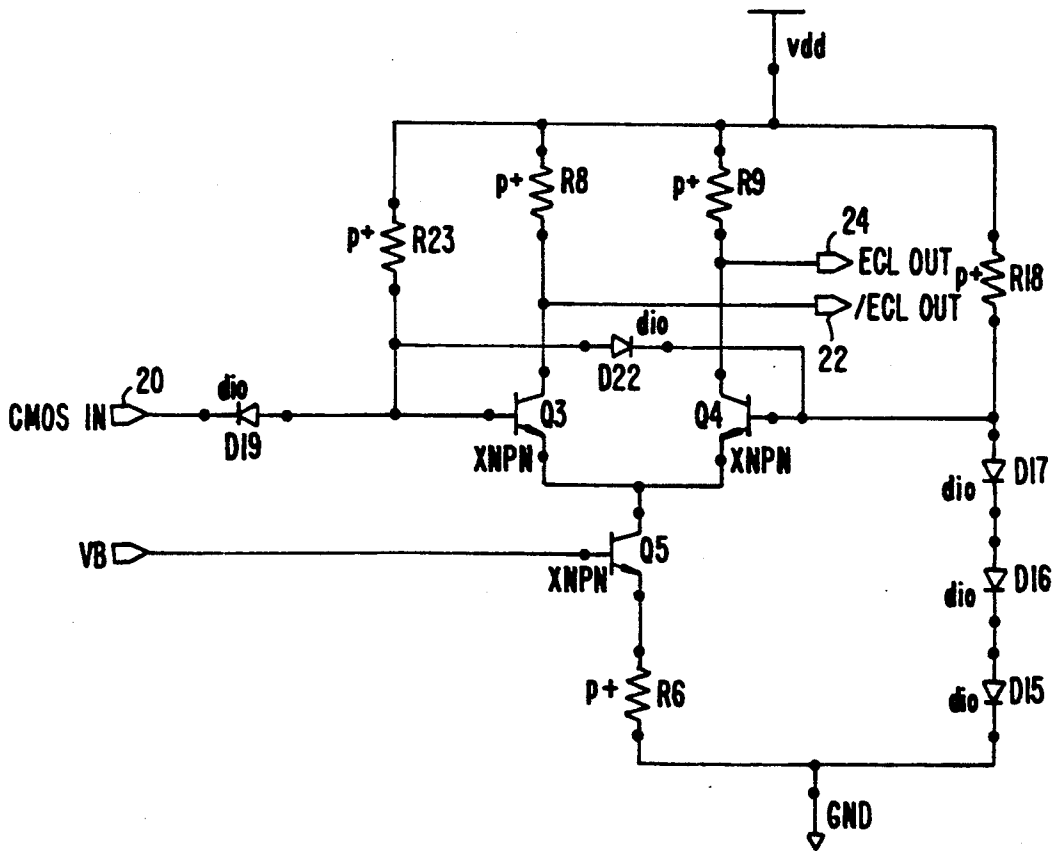 vdd
p+ R8
p+ R9
p+ R23
24
ECL OUT
p+ R18
/ECL OUT
22
dio
D22
20
CMOS IN
dio
D19
Q3
XNPN
Q4
XNPN
D17
dio
VB
Q5
XNPN
D16
dio
p+ R6
D15
dio
GND